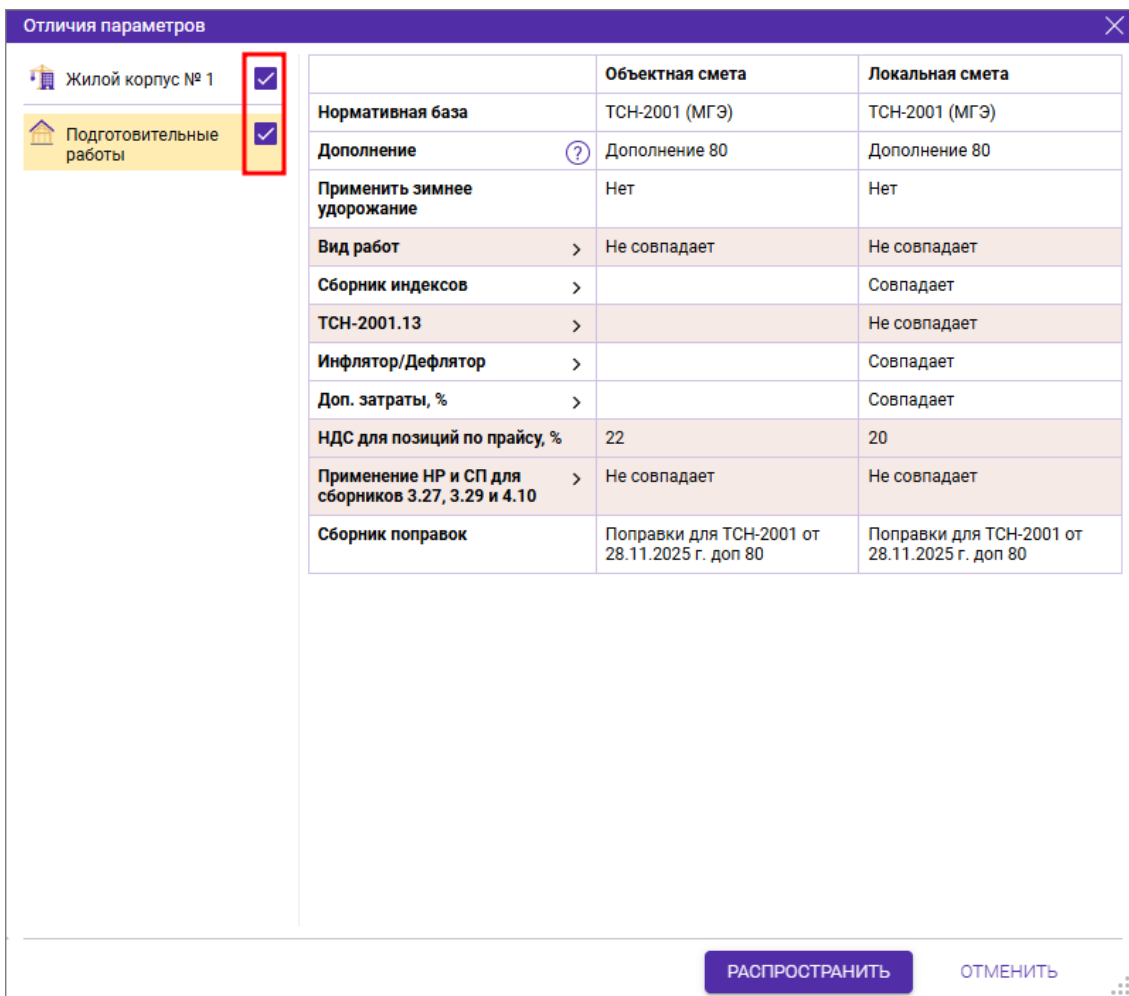 Отличия параметров
Жилой корпус № 1
Подготовительные
работы
Объектная смета Локальная смета
Нормативная база ТСН-2001 (МГЭ) ТСН-2001 (МГЭ)
Дополнение ? Дополнение 80 Дополнение 80
Применить зимнее
удорожание Нет Нет
Вид работ Не совпадает Не совпадает
Сборник индексов Совпадает
ТСН-2001.13 Не совпадает
Инфлятор/Дефлятор Совпадает
Доп. затраты, % Совпадает
НДС для позиций по прайсу, % 22 20
Применение НР и СП для
сборников 3.27, 3.29 и 4.10 Не совпадает Не совпадает
Сборник поправок Поправки для ТСН-2001 от Поправки для ТСН-2001 от
28.11.2025 г. доп 80 28.11.2025 г. доп 80
РАСПРОСТРАНИТЬ ОТМЕНИТЬ